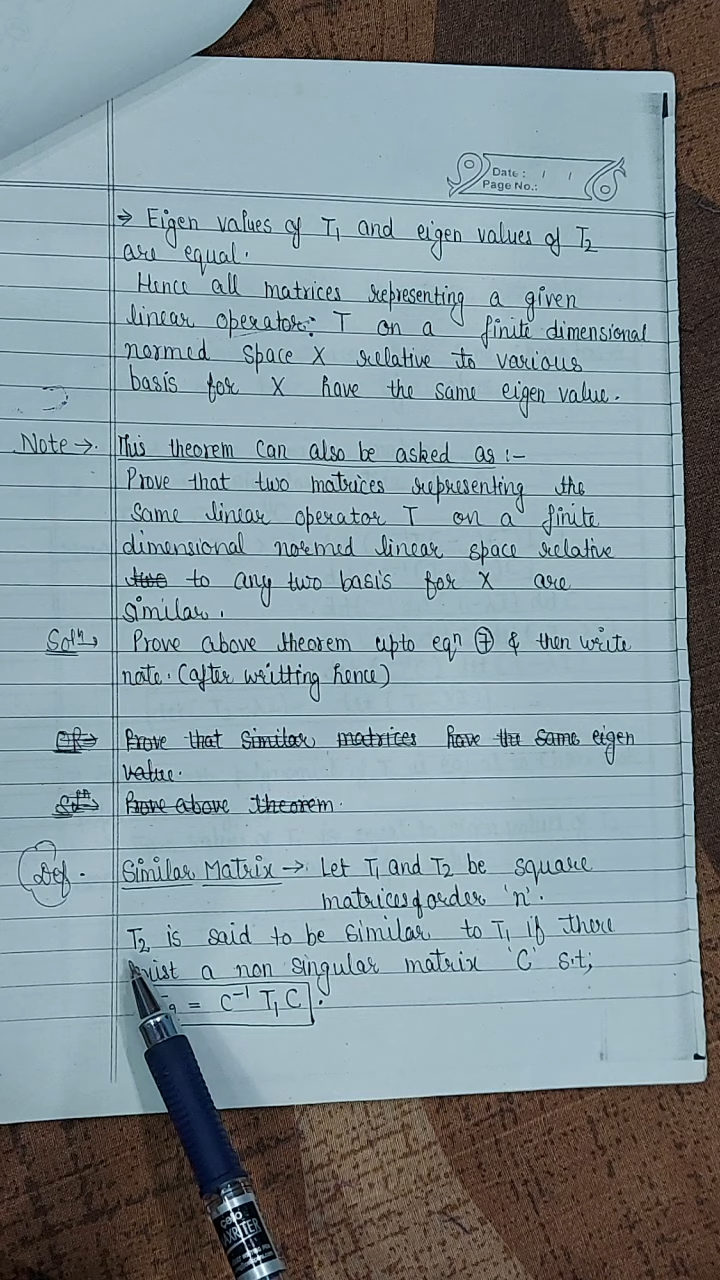 Date : / /
Page No.:
⇒ Eigen values of T₁ and eigen values of T₂
are equal.
Hence all matrices representing a given
linear operator: T on a finite dimensional
normed space X relative to various
basis for X have the same eigen value.
Note →. This theorem can also be asked as :-
Prove that two matrices representing the
same linear operator T on a finite
dimensional normed linear space relative
to any two basis for X are
similar.
Solⁿ→ Prove above theorem upto eqⁿ ⑦ & then write
note. (after writting hence)
Prove that similar matrices have the same eigen
value.
Solⁿ→ Prove above theorem.
Def. Similar Matrix →. Let T₁ and T₂ be square
matrices of order 'n'.
T₂ is said to be similar to T₁ if there
a non singular matrix 'C' s.t;
= C⁻¹ T₁ C.
cello